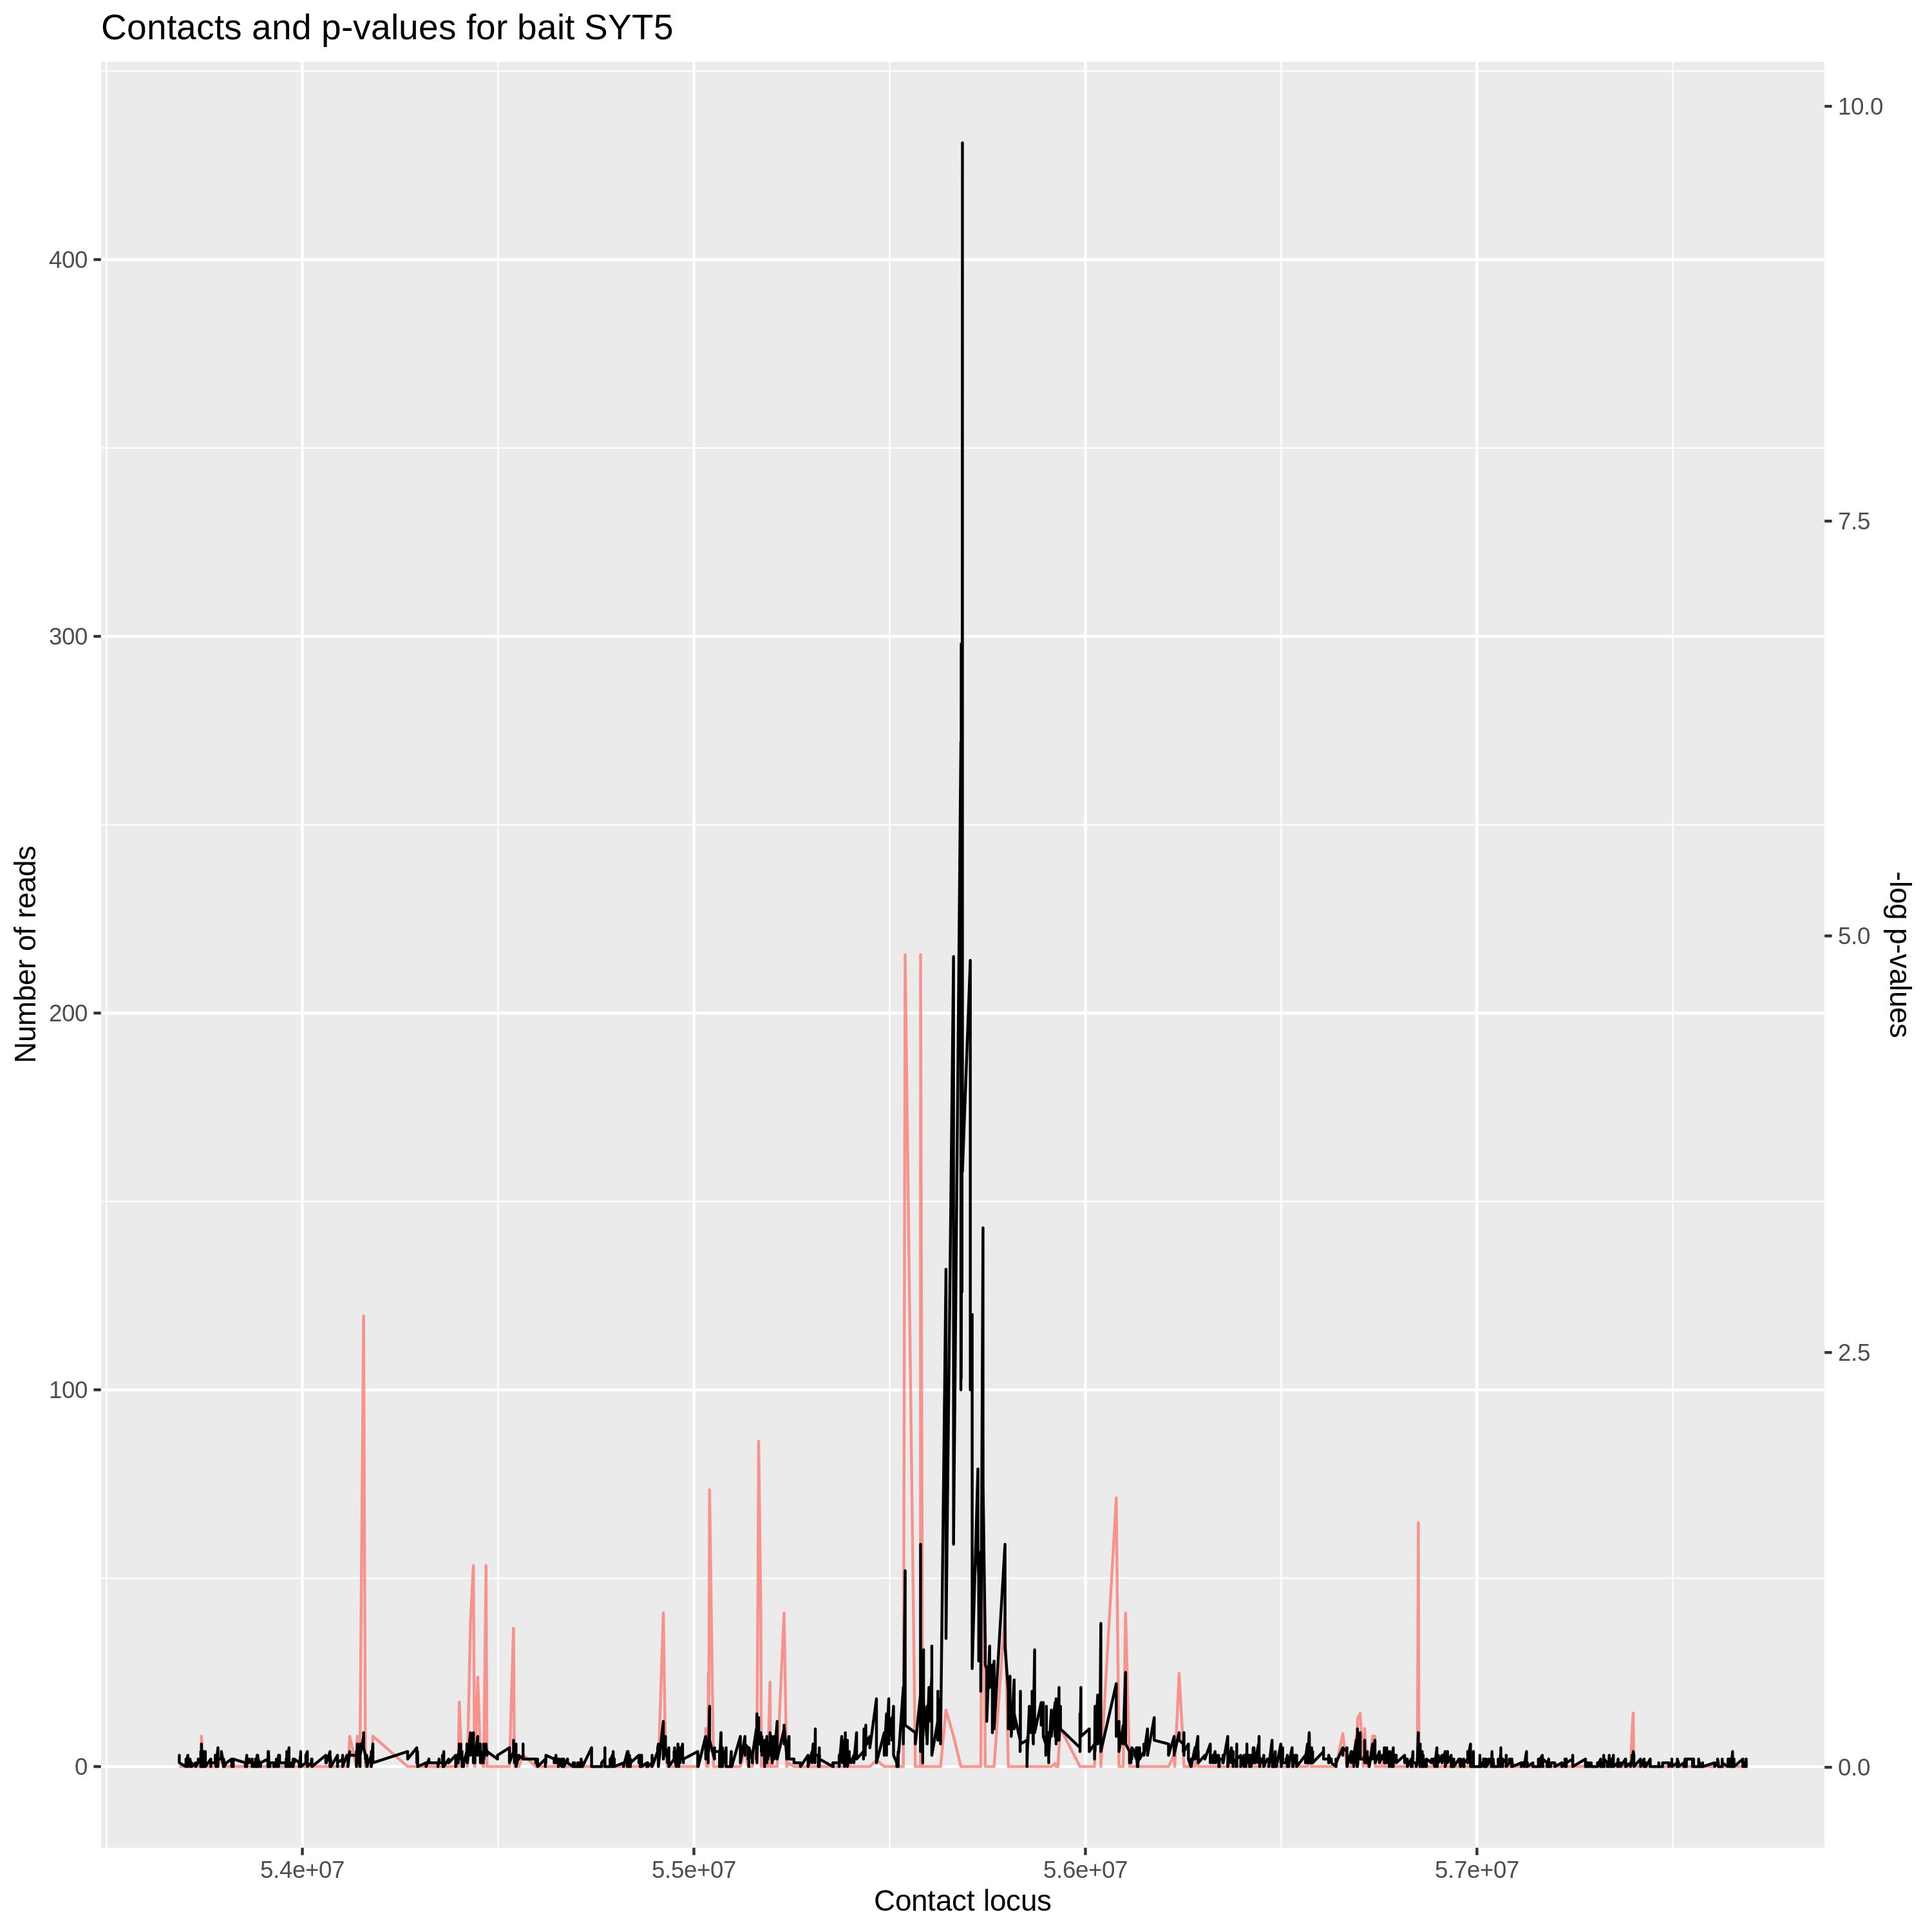 Contacts and p-values for bait SYT5
Number of reads
400
300
200
100
0
10.0
7.5
5.0
2.5
0.0
-log p-values
5.4e+07
5.5e+07
5.6e+07
5.7e+07
Contact locus